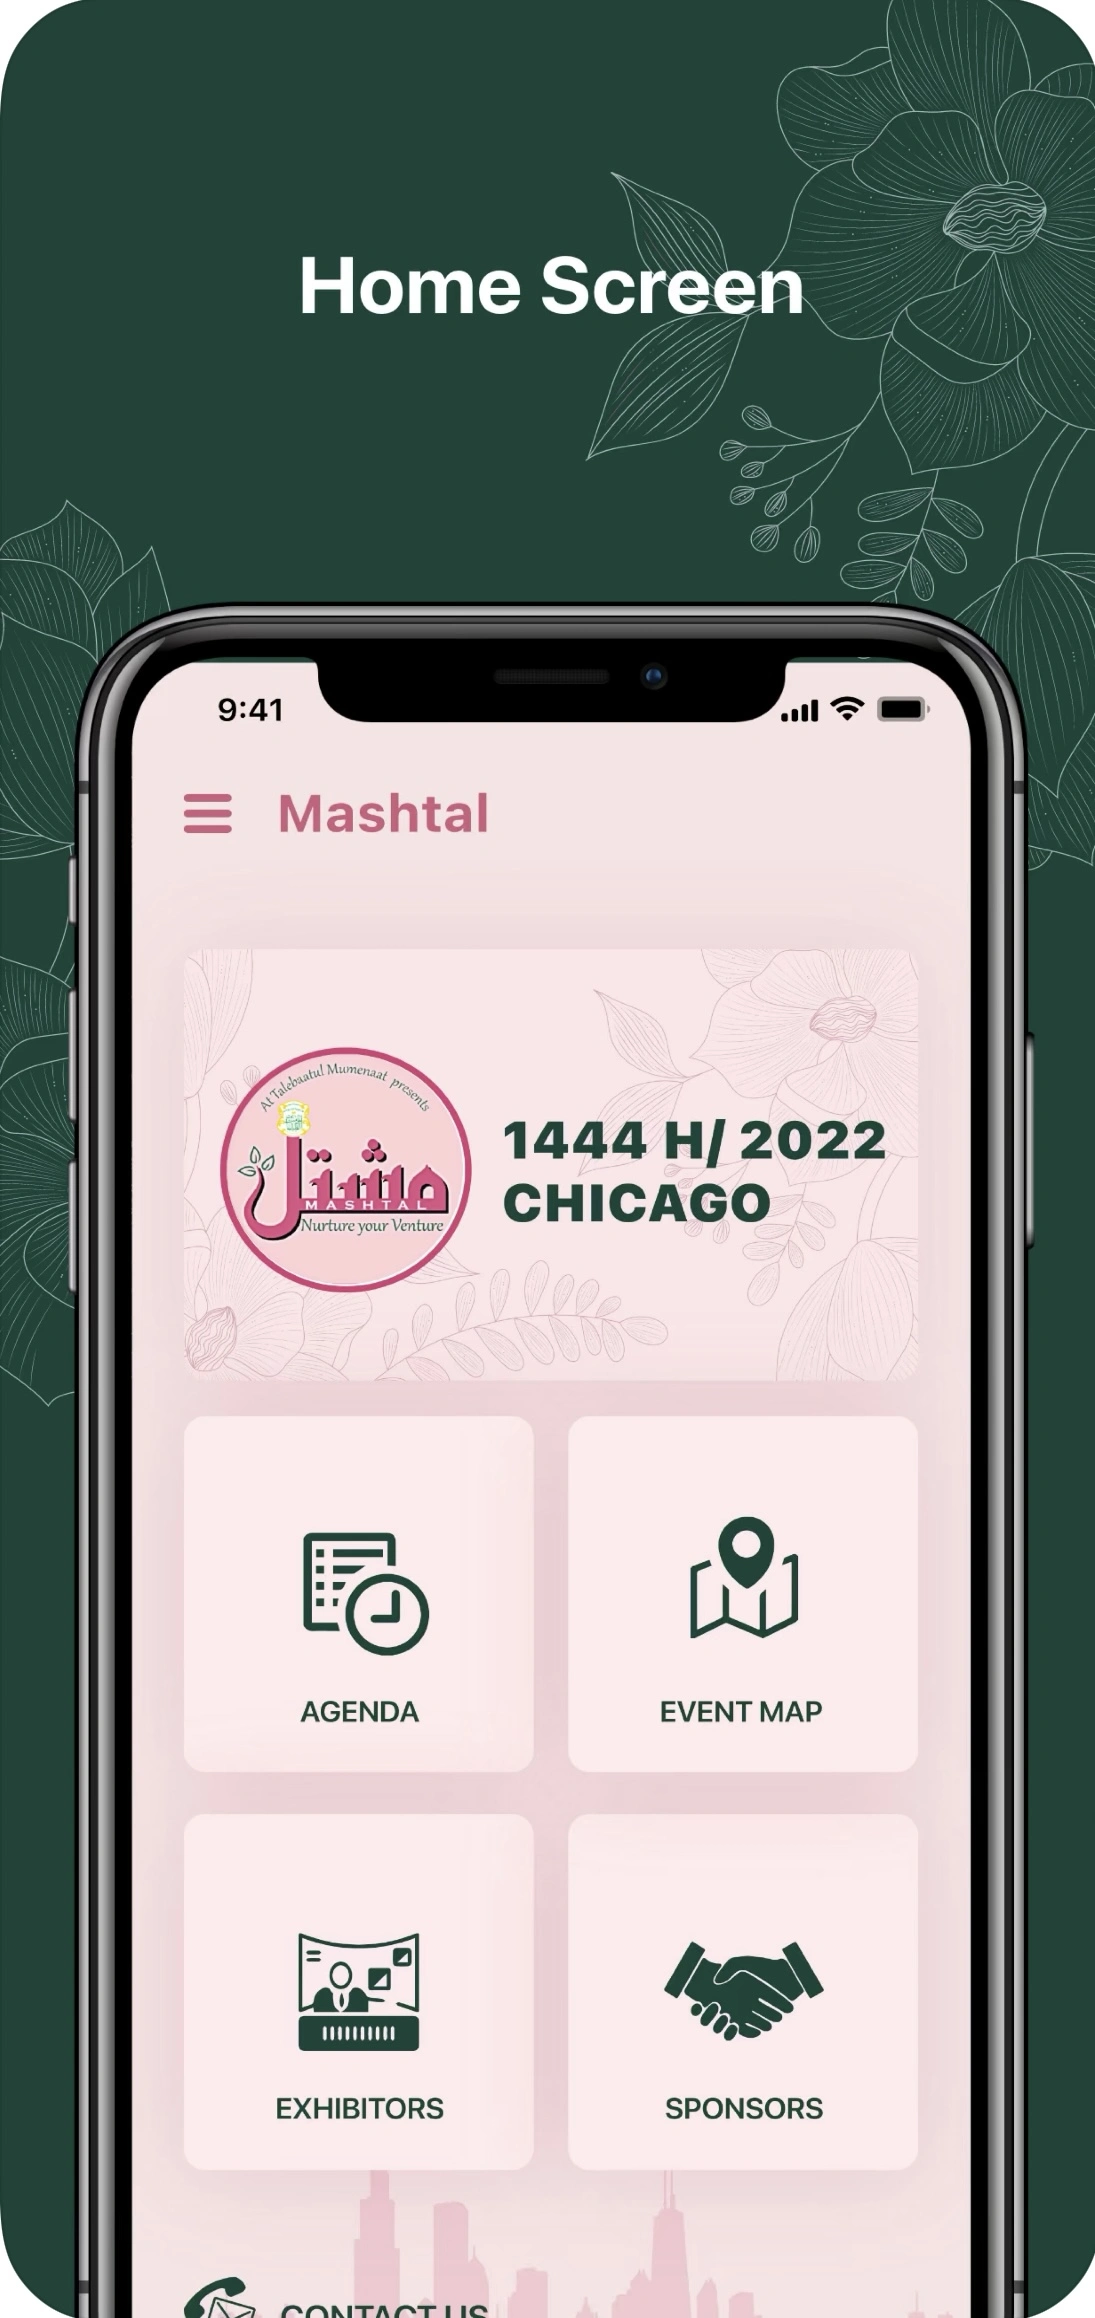 Home Screen
9:41
Mashtal
At Talebaatul Mumenaat presents
مشتل
MASHTAL
Nurture your Venture
1444 H/ 2022
CHICAGO
AGENDA
EVENT MAP
EXHIBITORS
SPONSORS
CONTACT US